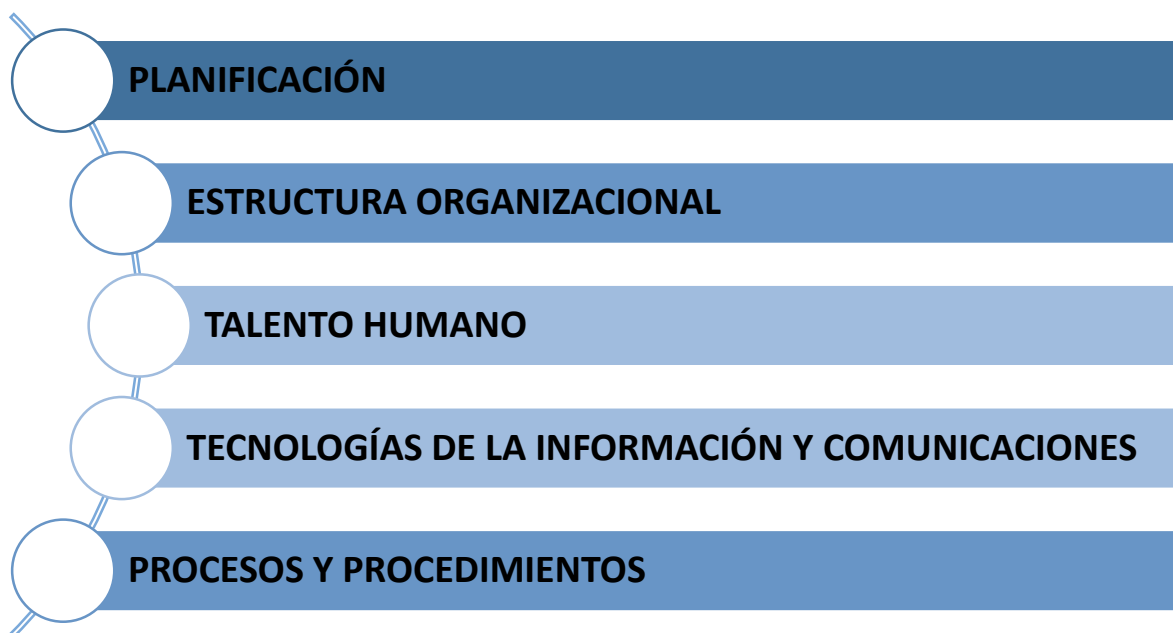 PLANIFICACIÓN
ESTRUCTURA ORGANIZACIONAL
TALENTO HUMANO
TECNOLOGÍAS DE LA INFORMACIÓN Y COMUNICACIONES
PROCESOS Y PROCEDIMIENTOS